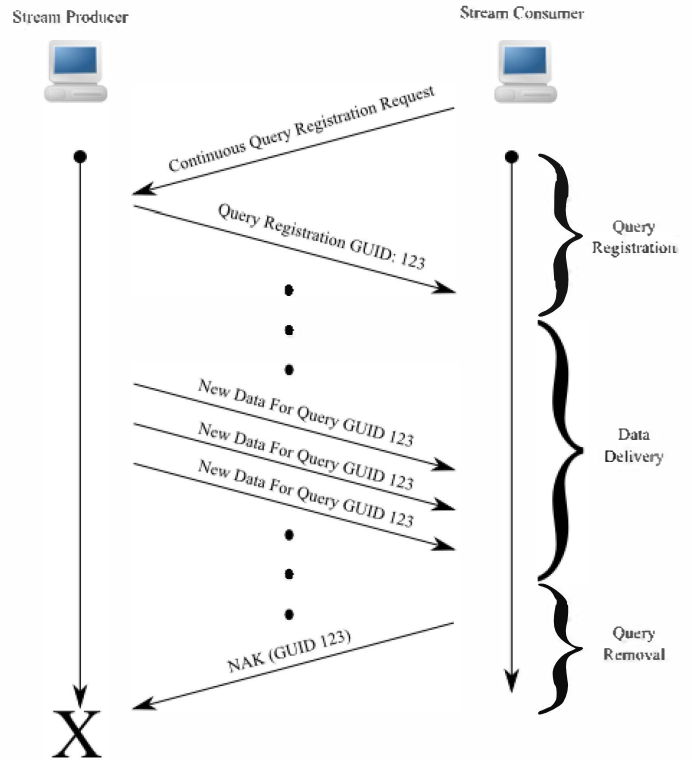 Stream Producer
Stream Consumer
Continuous Query Registration Request
Query Registration GUID: 123
Query
Registration
New Data For Query GUID 123
New Data For Query GUID 123
New Data For Query GUID 123
Data
Delivery
NAK (GUID 123)
Query
Removal
X